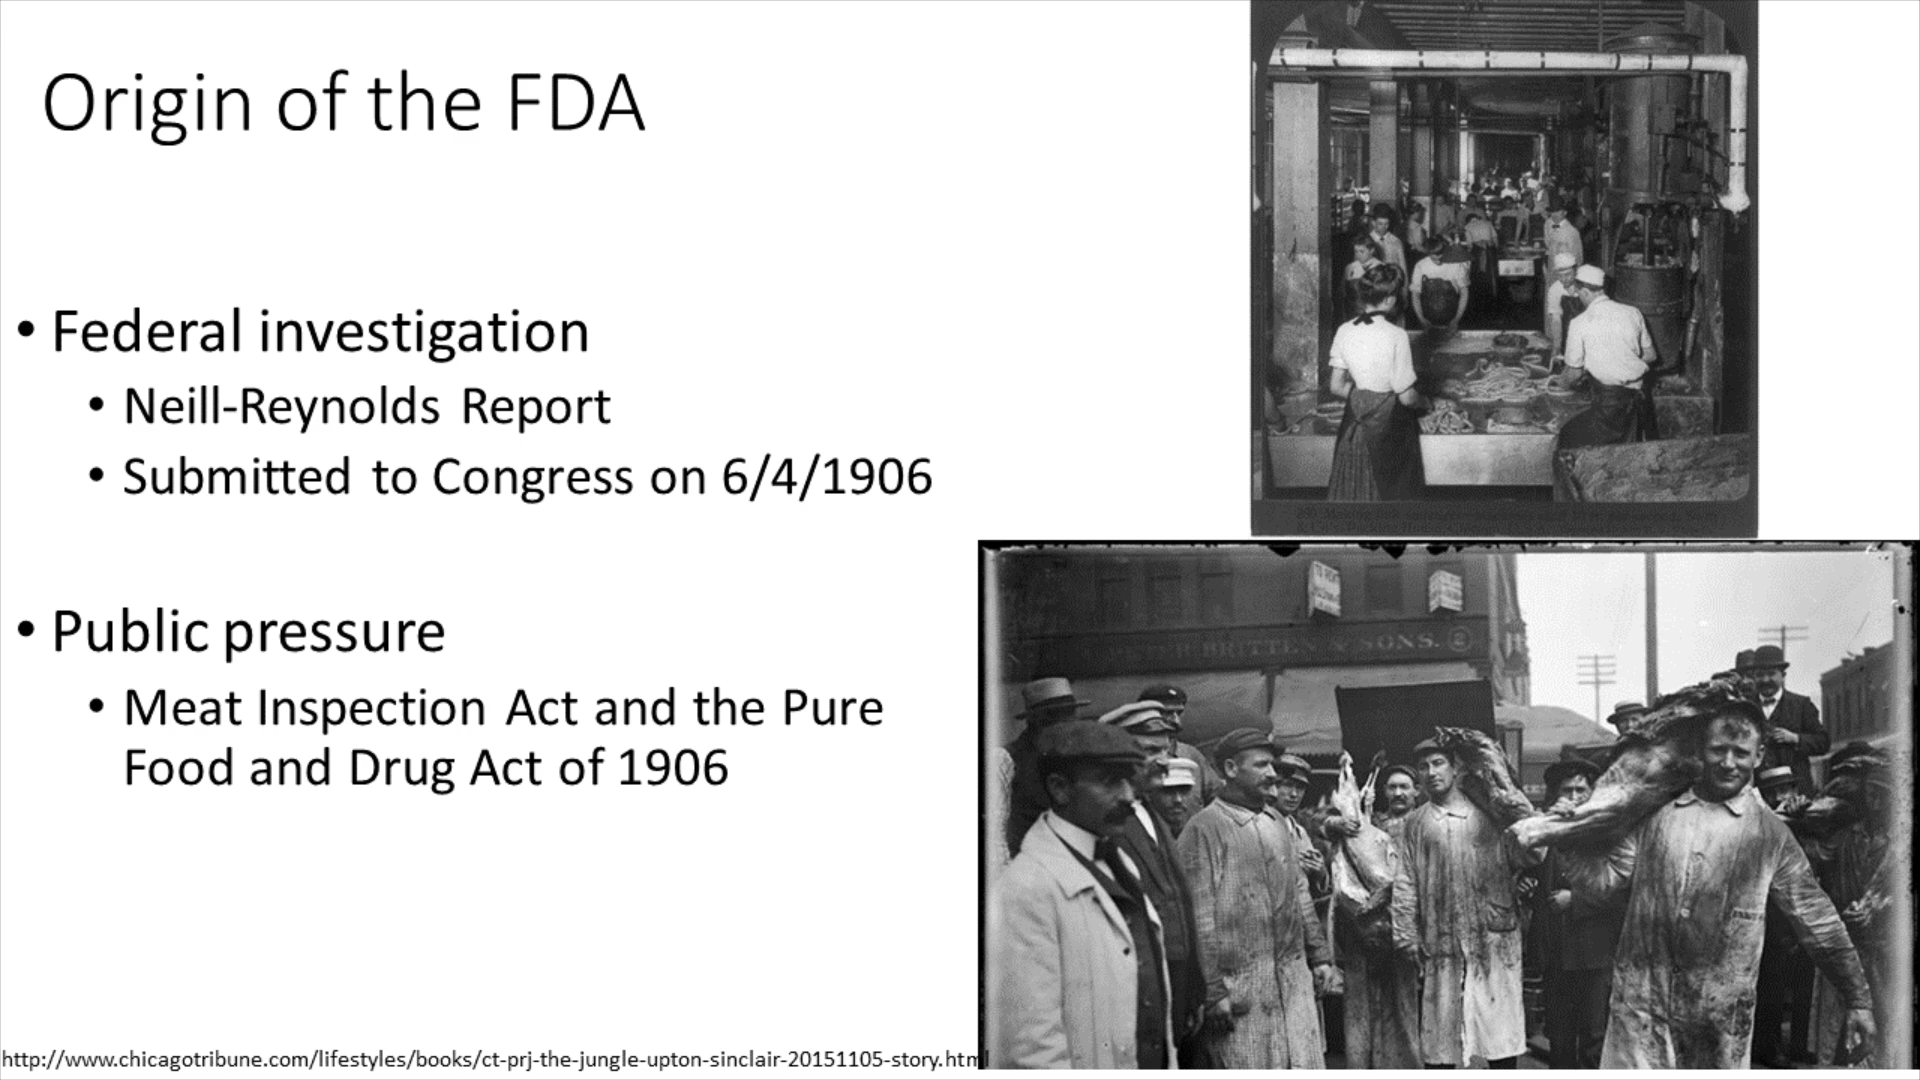 Origin of the FDA
• Federal investigation
• Neill-Reynolds Report
• Submitted to Congress on 6/4/1906
• Public pressure
• Meat Inspection Act and the Pure
Food and Drug Act of 1906
BRITTEN & SONS.
http://www.chicagotribune.com/lifestyles/books/ct-prj-the-jungle-upton-sinclair-20151105-story.html